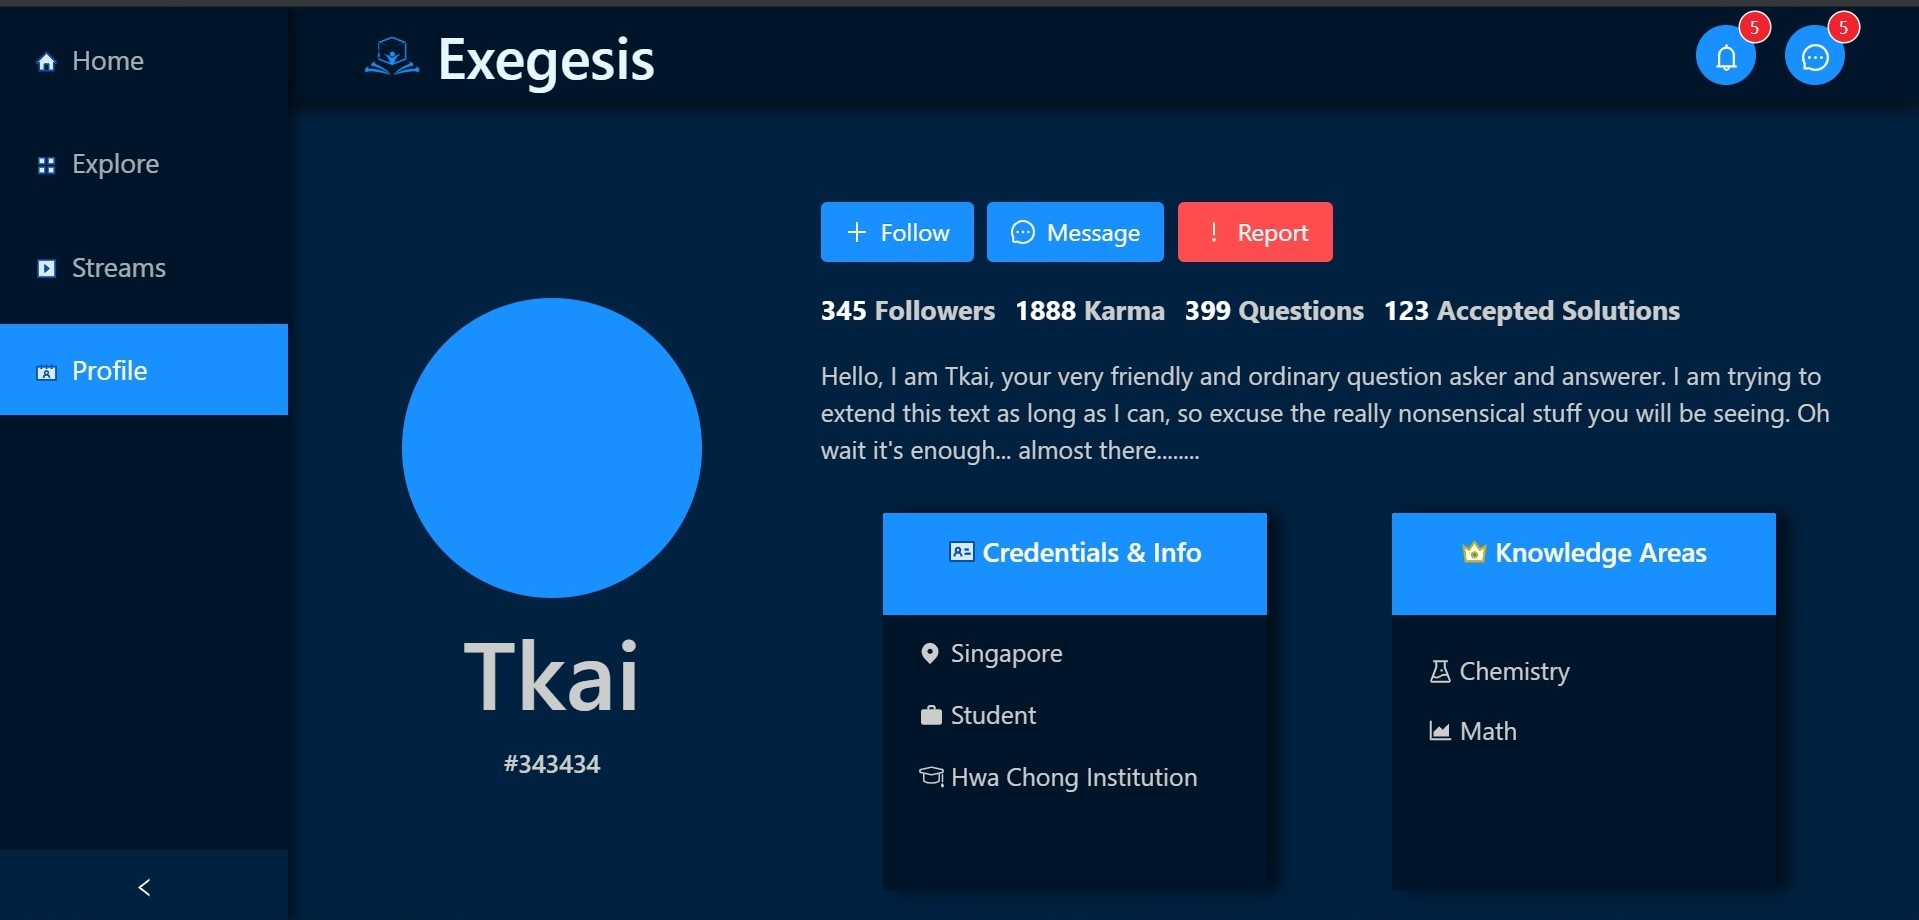 Home
Explore
Streams
Profile
Exegesis
5
5
Follow
Message
Report
345 Followers 1888 Karma 399 Questions 123 Accepted Solutions
Hello, I am Tkai, your very friendly and ordinary question asker and answerer. I am trying to
extend this text as long as I can, so excuse the really nonsensical stuff you will be seeing. Oh
wait it's enough... almost there........
Tkai
#343434
Credentials & Info
Singapore
Student
Hwa Chong Institution
Knowledge Areas
Chemistry
Math